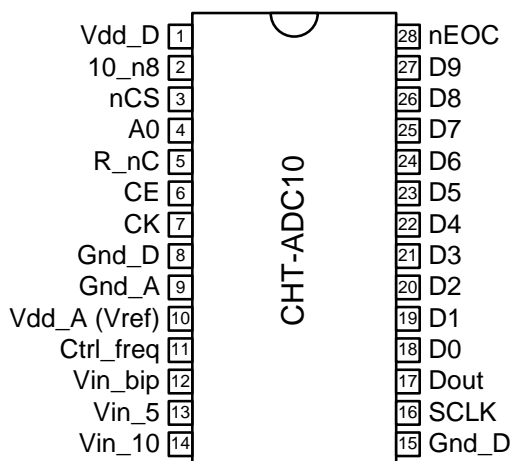 Vdd_D 1 28 nEOC
10_n8 2 27 D9
nCS 3 26 D8
A0 4 25 D7
R_nC 5 24 D6
CE 6 23 D5
CK 7 22 D4
Gnd_D 8 21 D3
Gnd_A 9 20 D2
Vdd_A (Vref) 10 19 D1
Ctrl_freq 11 18 D0
Vin_bip 12 17 Dout
Vin_5 13 16 SCLK
Vin_10 14 15 Gnd_D
CHT-ADC10